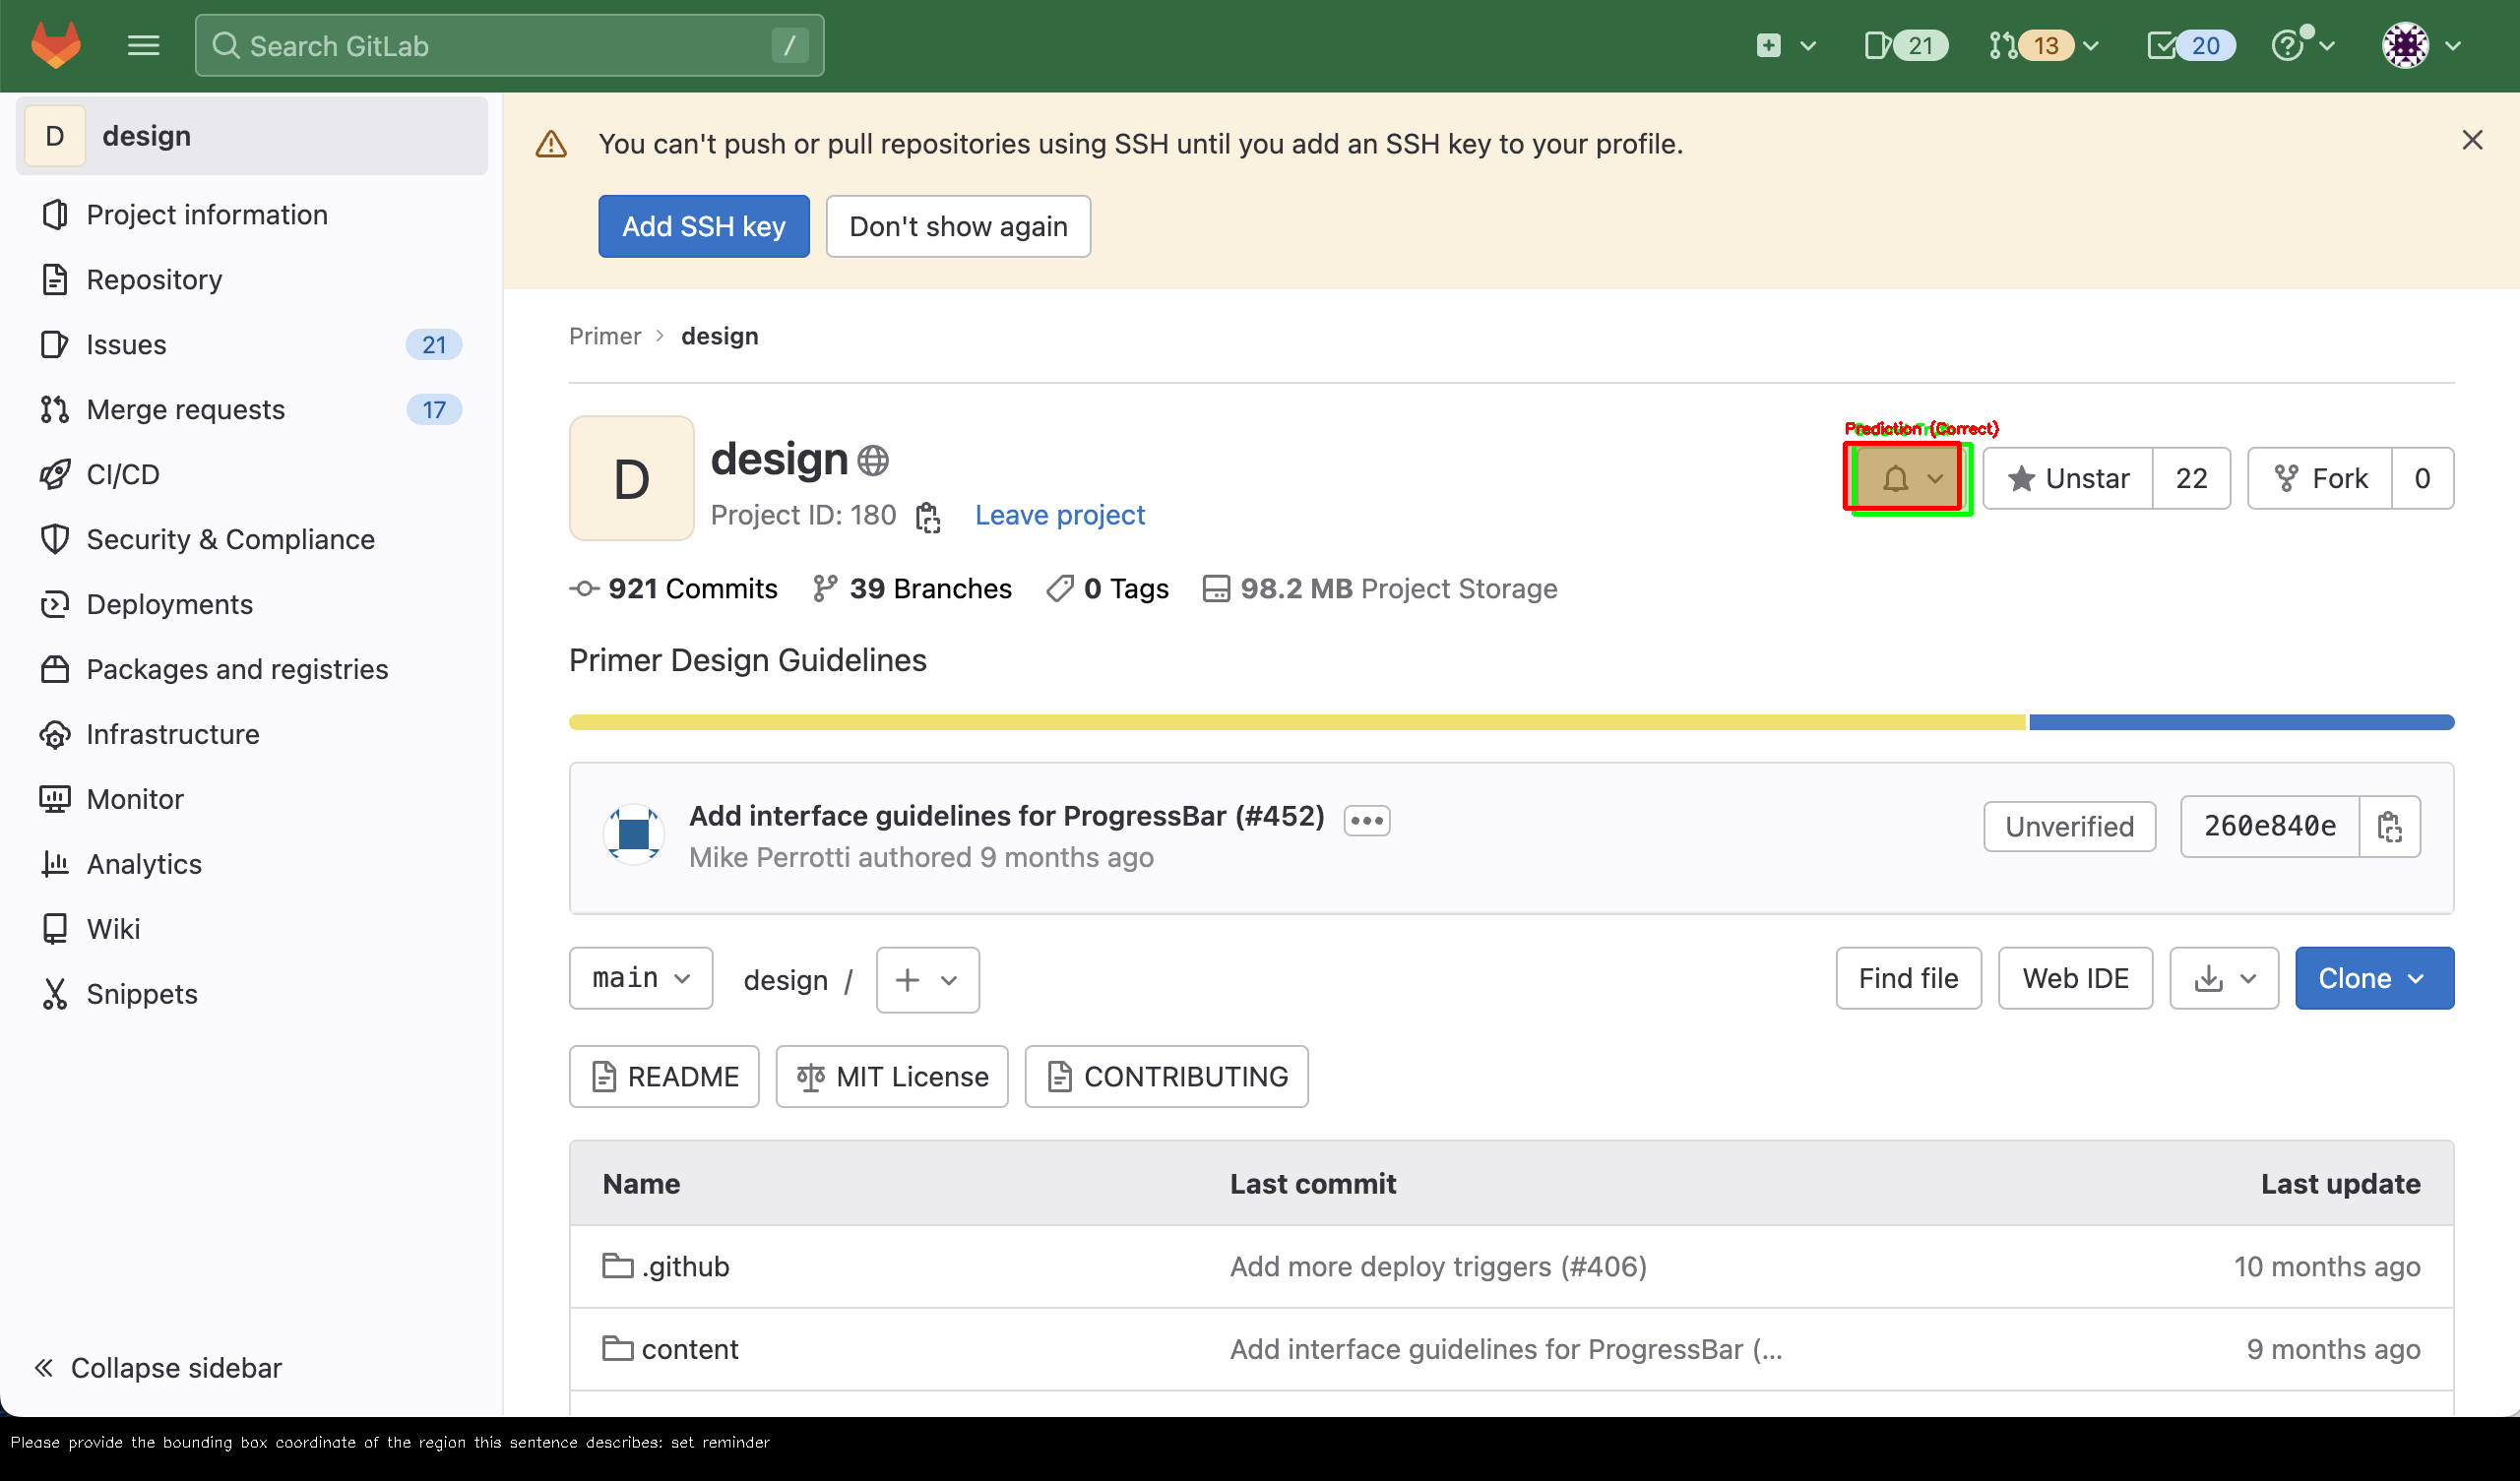 Search GitLab /
21 13 20
D design
Project information
Repository
Issues 21
Merge requests 17
CI/CD
Security & Compliance
Deployments
Packages and registries
Infrastructure
Monitor
Analytics
Wiki
Snippets
Collapse sidebar
You can't push or pull repositories using SSH until you add an SSH key to your profile.
Add SSH key Don't show again
Primer design
D
design
Project ID: 180 Leave project
Prediction (Correct)
Unstar 22 Fork 0
921 Commits 39 Branches 0 Tags 98.2 MB Project Storage
Primer Design Guidelines
Add interface guidelines for ProgressBar (#452)
Mike Perrotti authored 9 months ago
Unverified 260e840e
main design / +
Find file Web IDE Clone
README MIT License CONTRIBUTING
Name Last commit Last update
.github Add more deploy triggers (#406) 10 months ago
content Add interface guidelines for ProgressBar (... 9 months ago
Please provide the bounding box coordinate of the region this sentence describes: set reminder